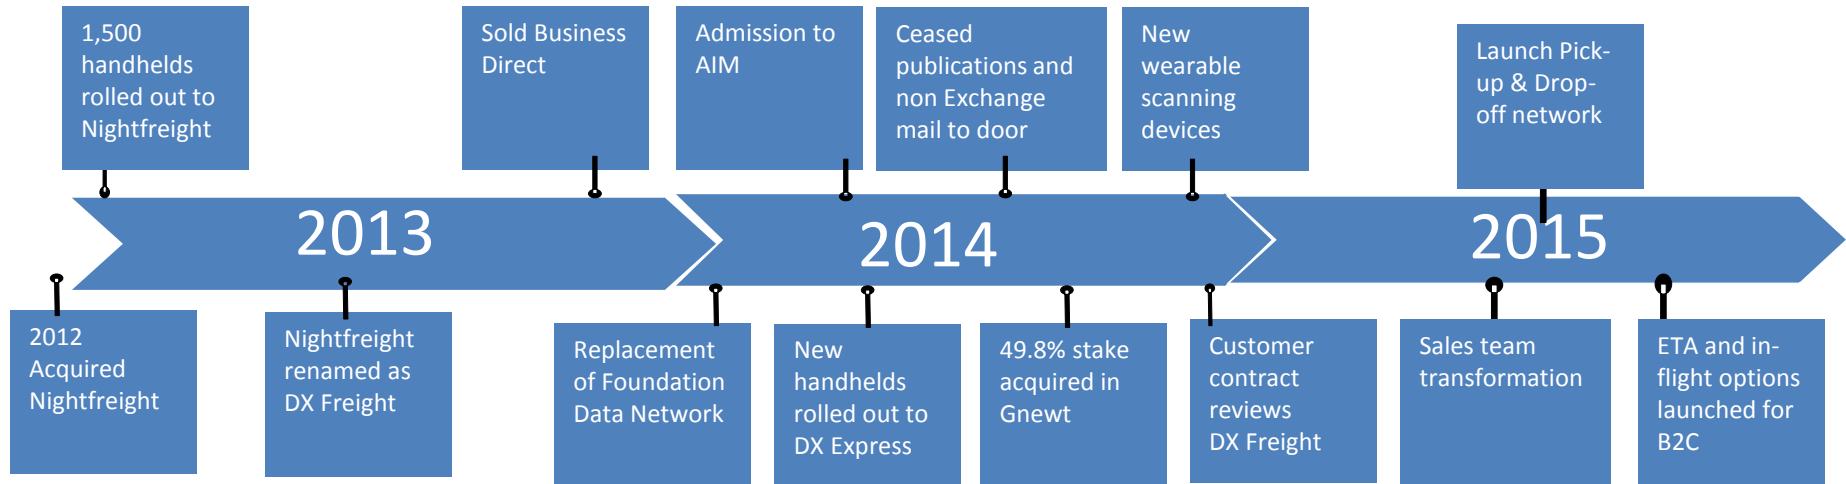 1,500
handhelds
rolled out to
Nightfreight
Sold Business
Direct
Admission to
AIM
Ceased
publications and
non Exchange
mail to door
New
wearable
scanning
devices
Launch Pick-
up & Drop-
off network
2013
2014
2015
2012
Acquired
Nightfreight
Nightfreight
renamed as
DX Freight
Replacement
of Foundation
Data Network
New
handhelds
rolled out to
DX Express
49.8% stake
acquired in
Gnewt
Customer
contract
reviews
DX Freight
Sales team
transformation
ETA and in-
flight options
launched for
B2C